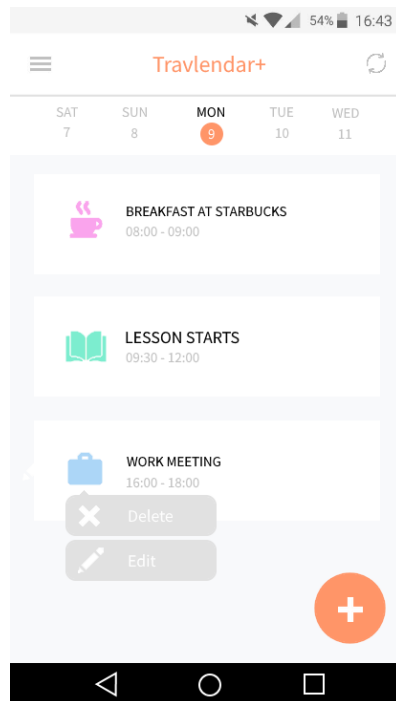 54% 16:43
Travlendar+
SAT SUN MON TUE WED
7 8 9 10 11
BREAKFAST AT STARBUCKS
08:00 - 09:00
LESSON STARTS
09:30 - 12:00
WORK MEETING
16:00 - 18:00
Delete
Edit